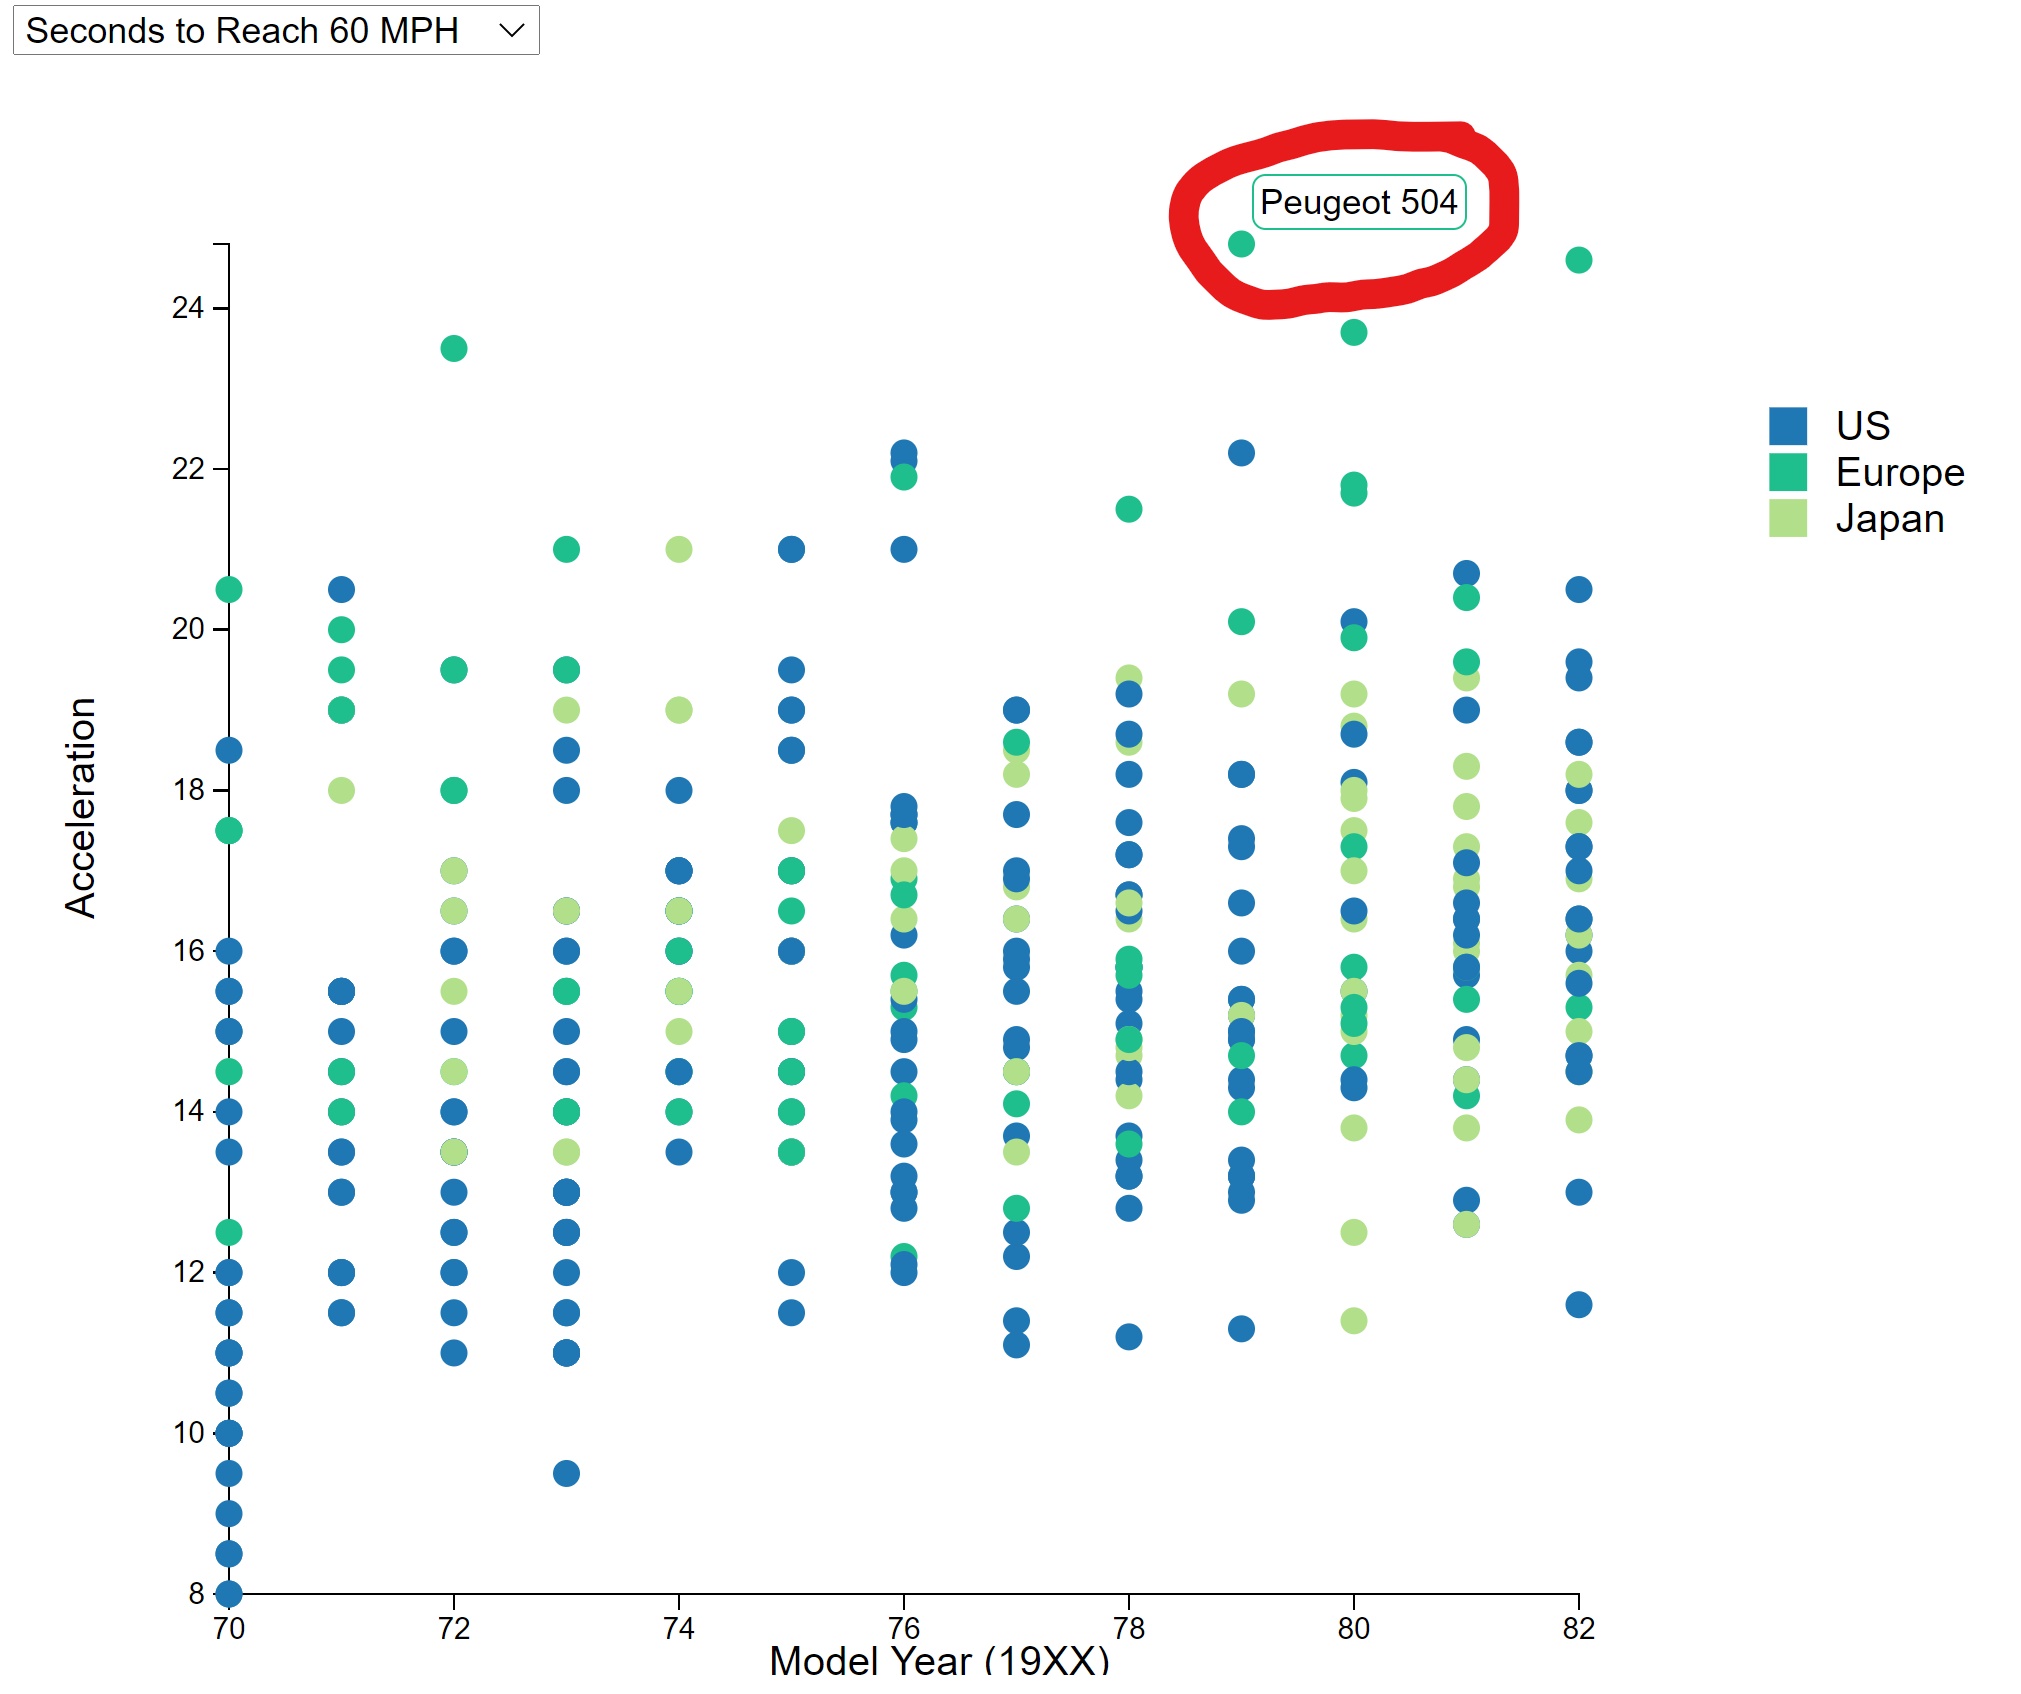 Seconds to Reach 60 MPH
Peugeot 504
24
22
20
18
16
14
12
10
8
Acceleration
US
Europe
Japan
70 72 74 76 78 80 82
Model Year (19XX)